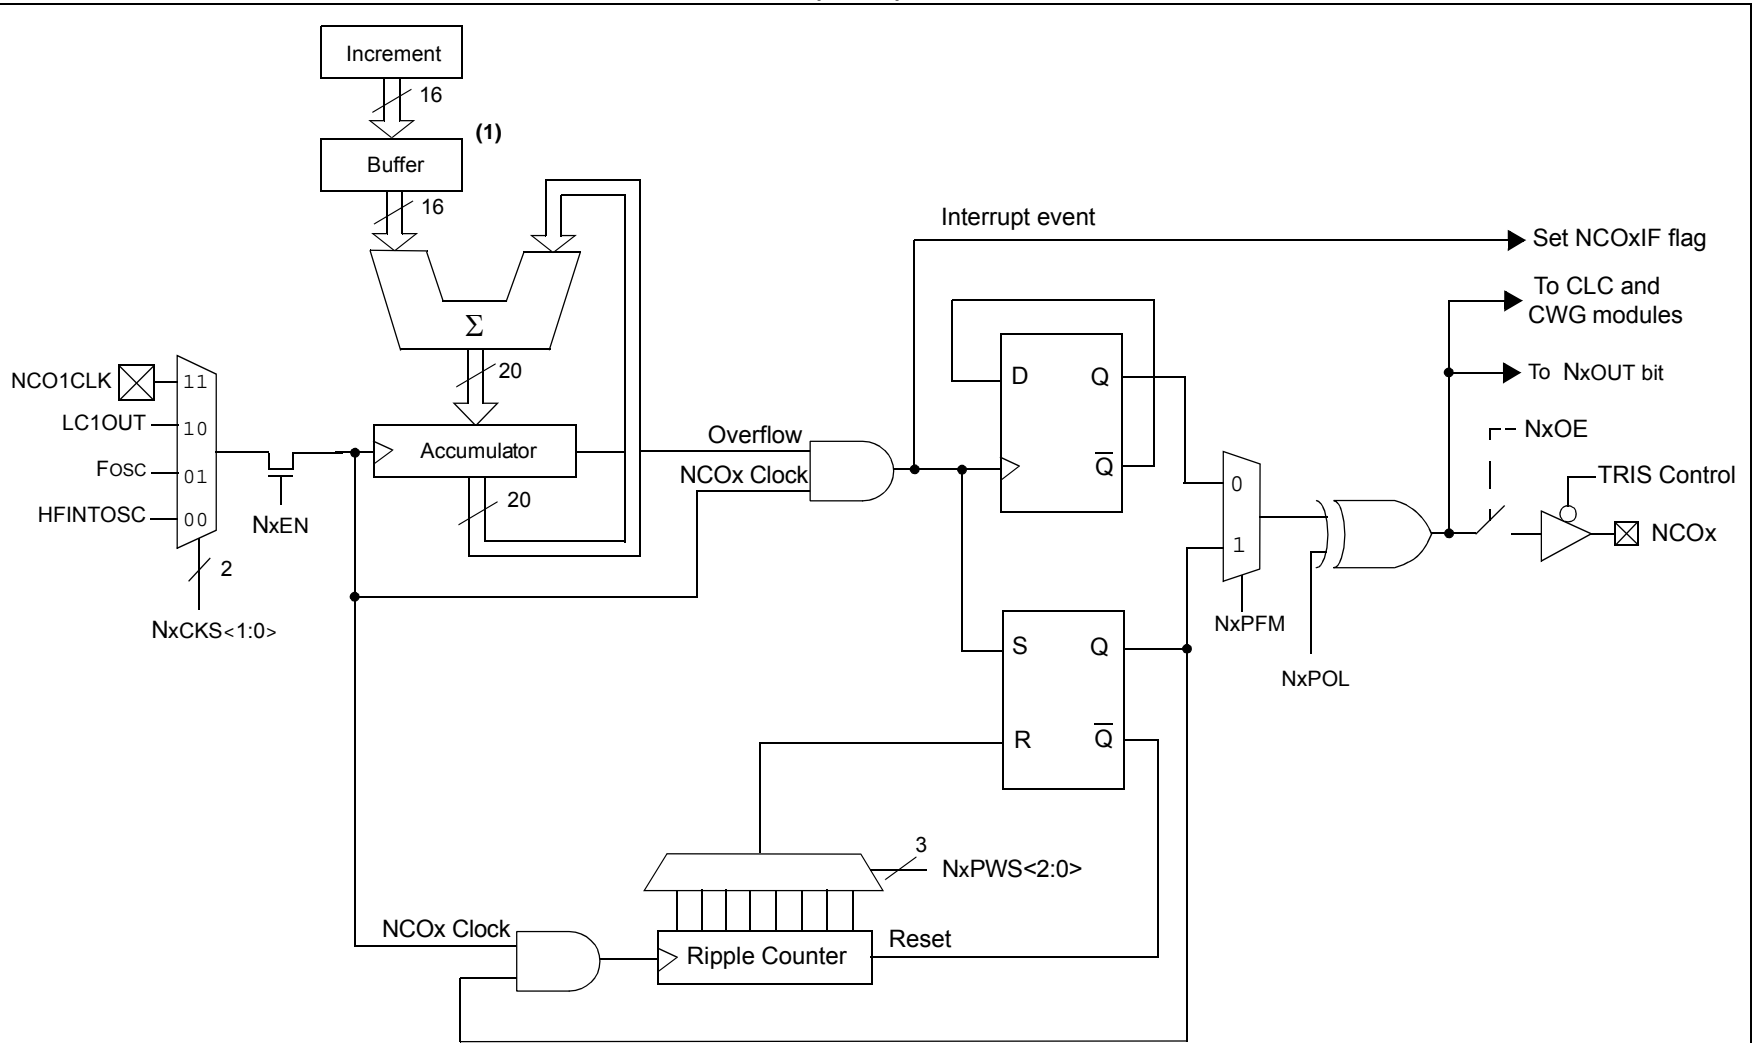 Increment
16
(1)
Buffer
16
Interrupt event
Set NCOxIF flag
To CLC and
CWG modules
Σ
D
Q
Q
20
NCO1CLK
11
To NxOUT bit
LC1OUT
10
Accumulator
Overflow
NxOE
FOSC
01
NCOx Clock
TRIS Control
0
HFINTOSC
00
NxEN
20
NCOx
1
2
NxCKS<1:0>
NxPFM
S
Q
NxPOL
R
Q
3
NxPWS<2:0>
NCOx Clock
Reset
Ripple Counter